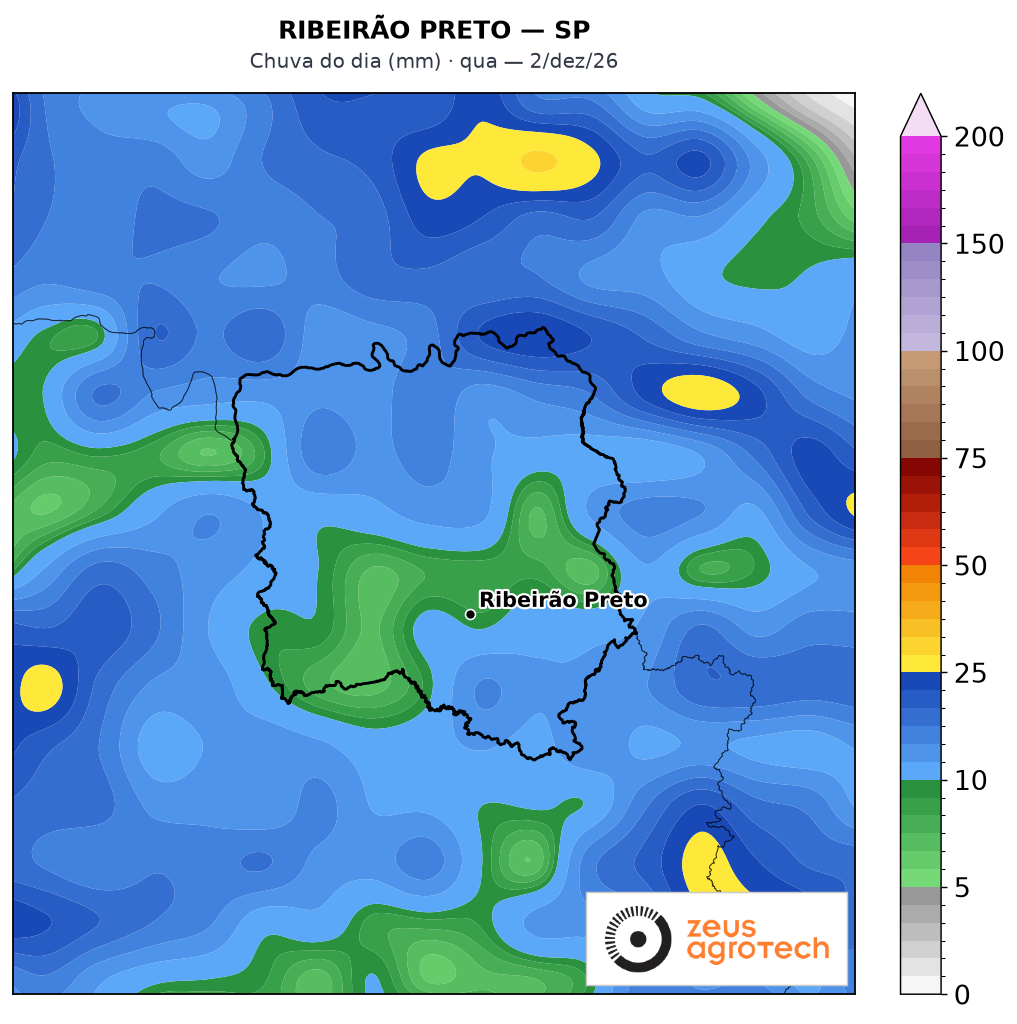 RIBEIRÃO PRETO — SP
Chuva do dia (mm) · qua — 2/dez/26
200
150
100
75
50
25
10
5
0
Ribeirão Preto
zeus
agrotech